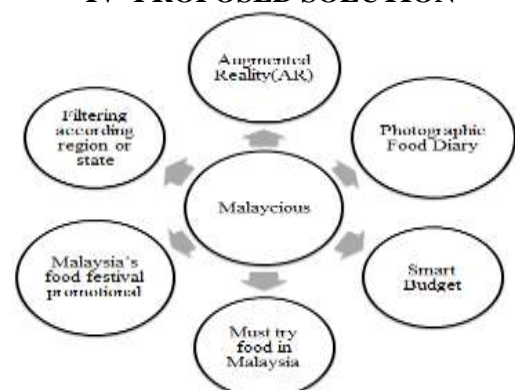 IV PROPOSED SOLUTION
Augmented
Reality(AR)
Filtering
according
region or
state
Photographic
Food Diary
Malaycious
Malaysia's
food festival
promotional
Smart
Budget
Must try
food in
Malaysia